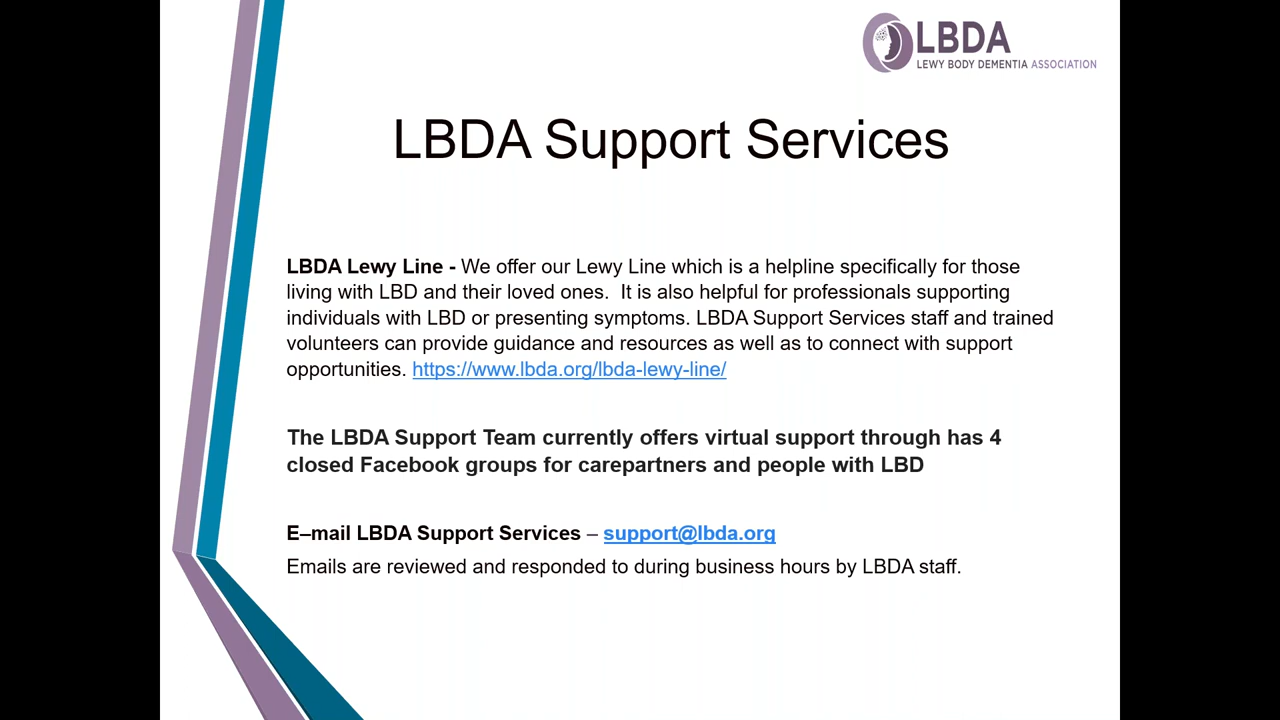 LBDA
LEWY BODY DEMENTIA ASSOCIATION
LBDA Support Services
LBDA Lewy Line - We offer our Lewy Line which is a helpline specifically for those
living with LBD and their loved ones.  It is also helpful for professionals supporting
individuals with LBD or presenting symptoms. LBDA Support Services staff and trained
volunteers can provide guidance and resources as well as to connect with support
opportunities. https://www.lbda.org/lbda-lewy-line/
The LBDA Support Team currently offers virtual support through has 4
closed Facebook groups for carepartners and people with LBD
E–mail LBDA Support Services – support@lbda.org
Emails are reviewed and responded to during business hours by LBDA staff.